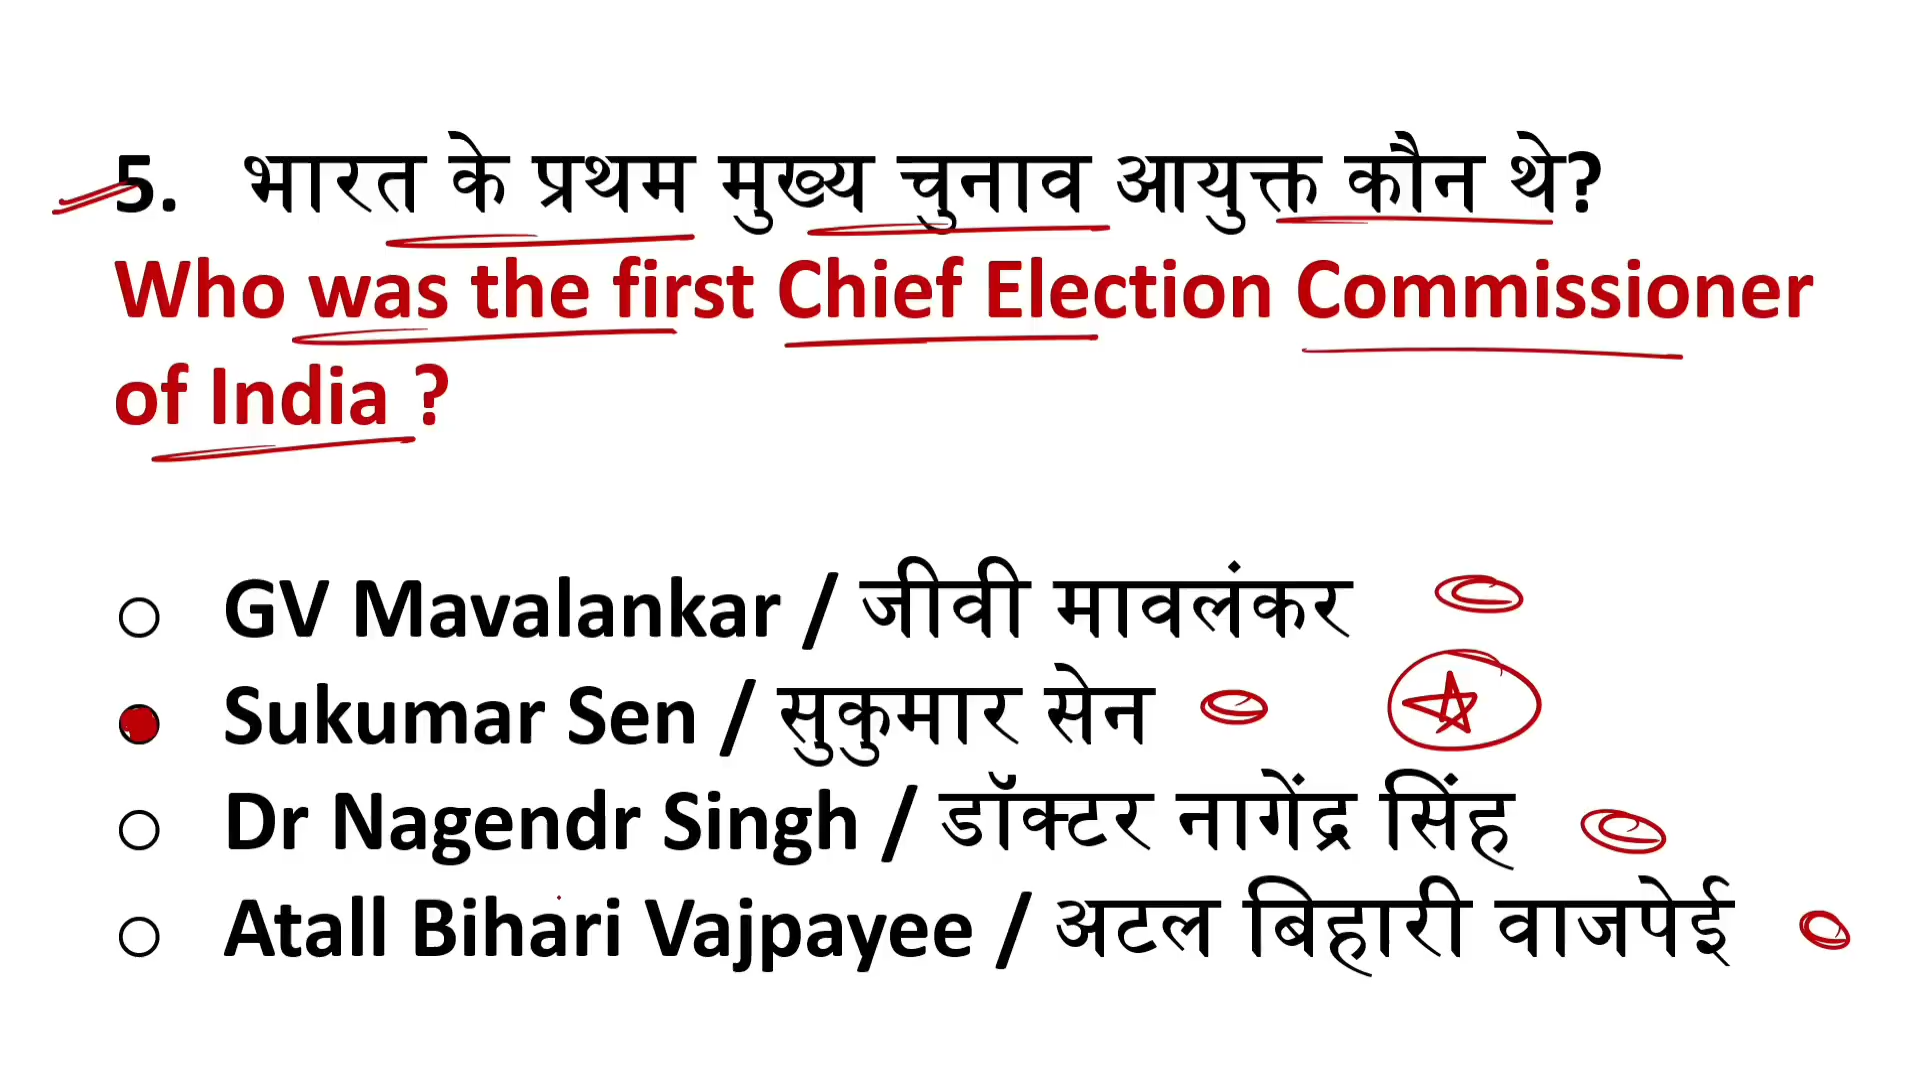 5. भारत के प्रथम मुख्य चुनाव आयुक्त कौन थे?
Who was the first Chief Election Commissioner
of India ?
GV Mavalankar / जीवी मावलंकर
Sukumar Sen / सुकुमार सेन
Dr Nagendr Singh / डॉक्टर नागेंद्र सिंह
Atall Bihari Vajpayee / अटल बिहारी वाजपेई